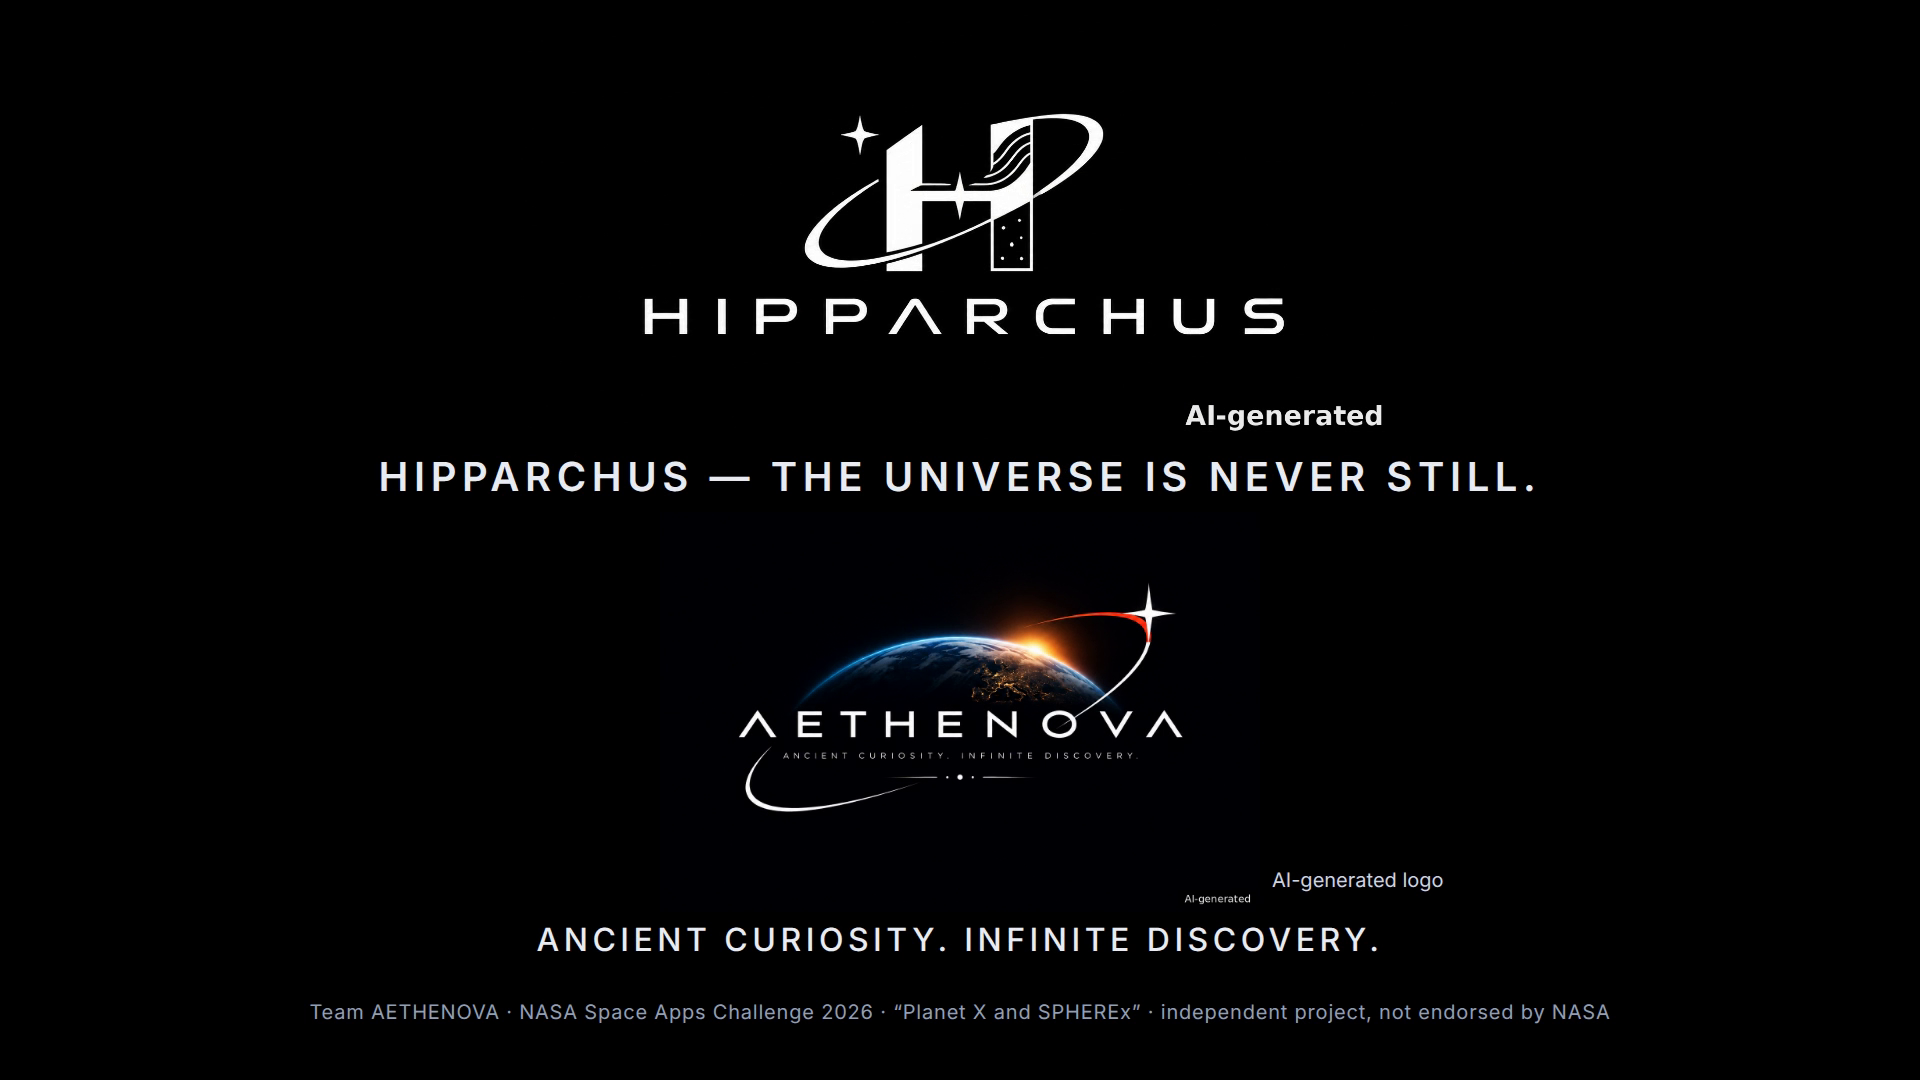 HIPPARCHUS
AI-generated
HIPPARCHUS — THE UNIVERSE IS NEVER STILL.
AETHENOVA
ANCIENT CURIOSITY. INFINITE DISCOVERY.
AI-generated logo
AI-generated
ANCIENT CURIOSITY. INFINITE DISCOVERY.
Team AETHENOVA · NASA Space Apps Challenge 2026 · “Planet X and SPHEREx” · independent project, not endorsed by NASA